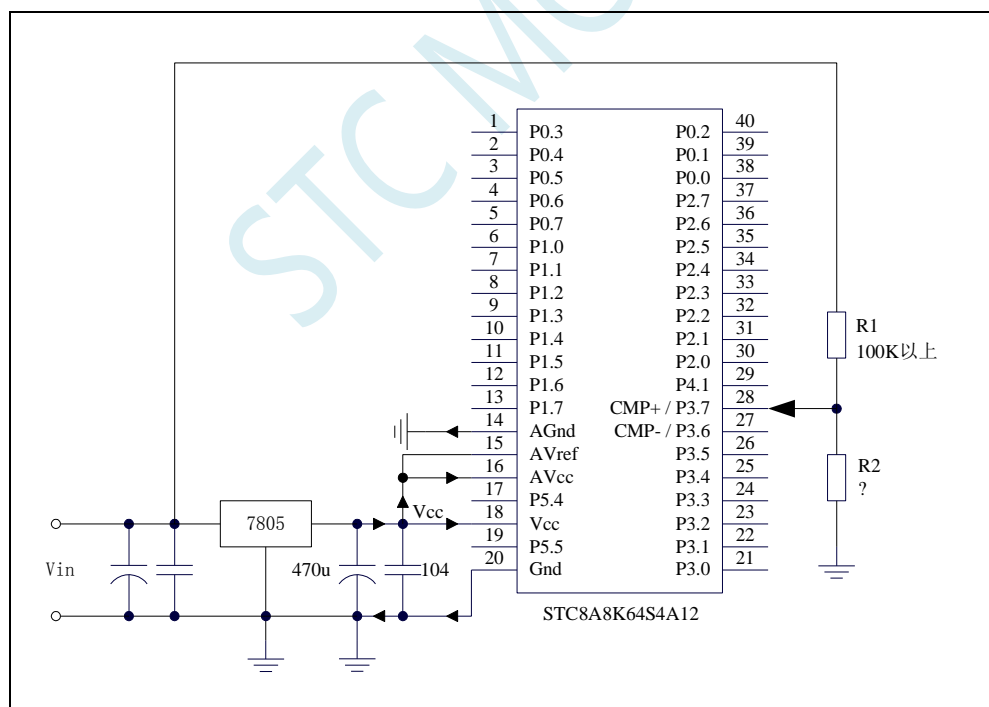 STC MC
1 P0.3 P0.2 40
2 P0.4 P0.1 39
3 P0.5 P0.0 38
4 P0.6 P2.7 37
5 P0.7 P2.6 36
6 P1.0 P2.5 35
7 P1.1 P2.4 34
8 P1.2 P2.3 33
9 P1.3 P2.2 32
10 P1.4 P2.1 31
11 P1.5 P2.0 30
12 P1.6 P4.1 29
13 P1.7 CMP+ / P3.7 28
14 AGnd CMP- / P3.6 27
15 AVref P3.5 26
16 AVcc P3.4 25
17 P5.4 P3.3 24
18 Vcc P3.2 23
19 P5.5 P3.1 22
20 Gnd P3.0 21
R1
100K以上
R2
?
Vcc
7805
Vin
470u
104
STC8A8K64S4A12